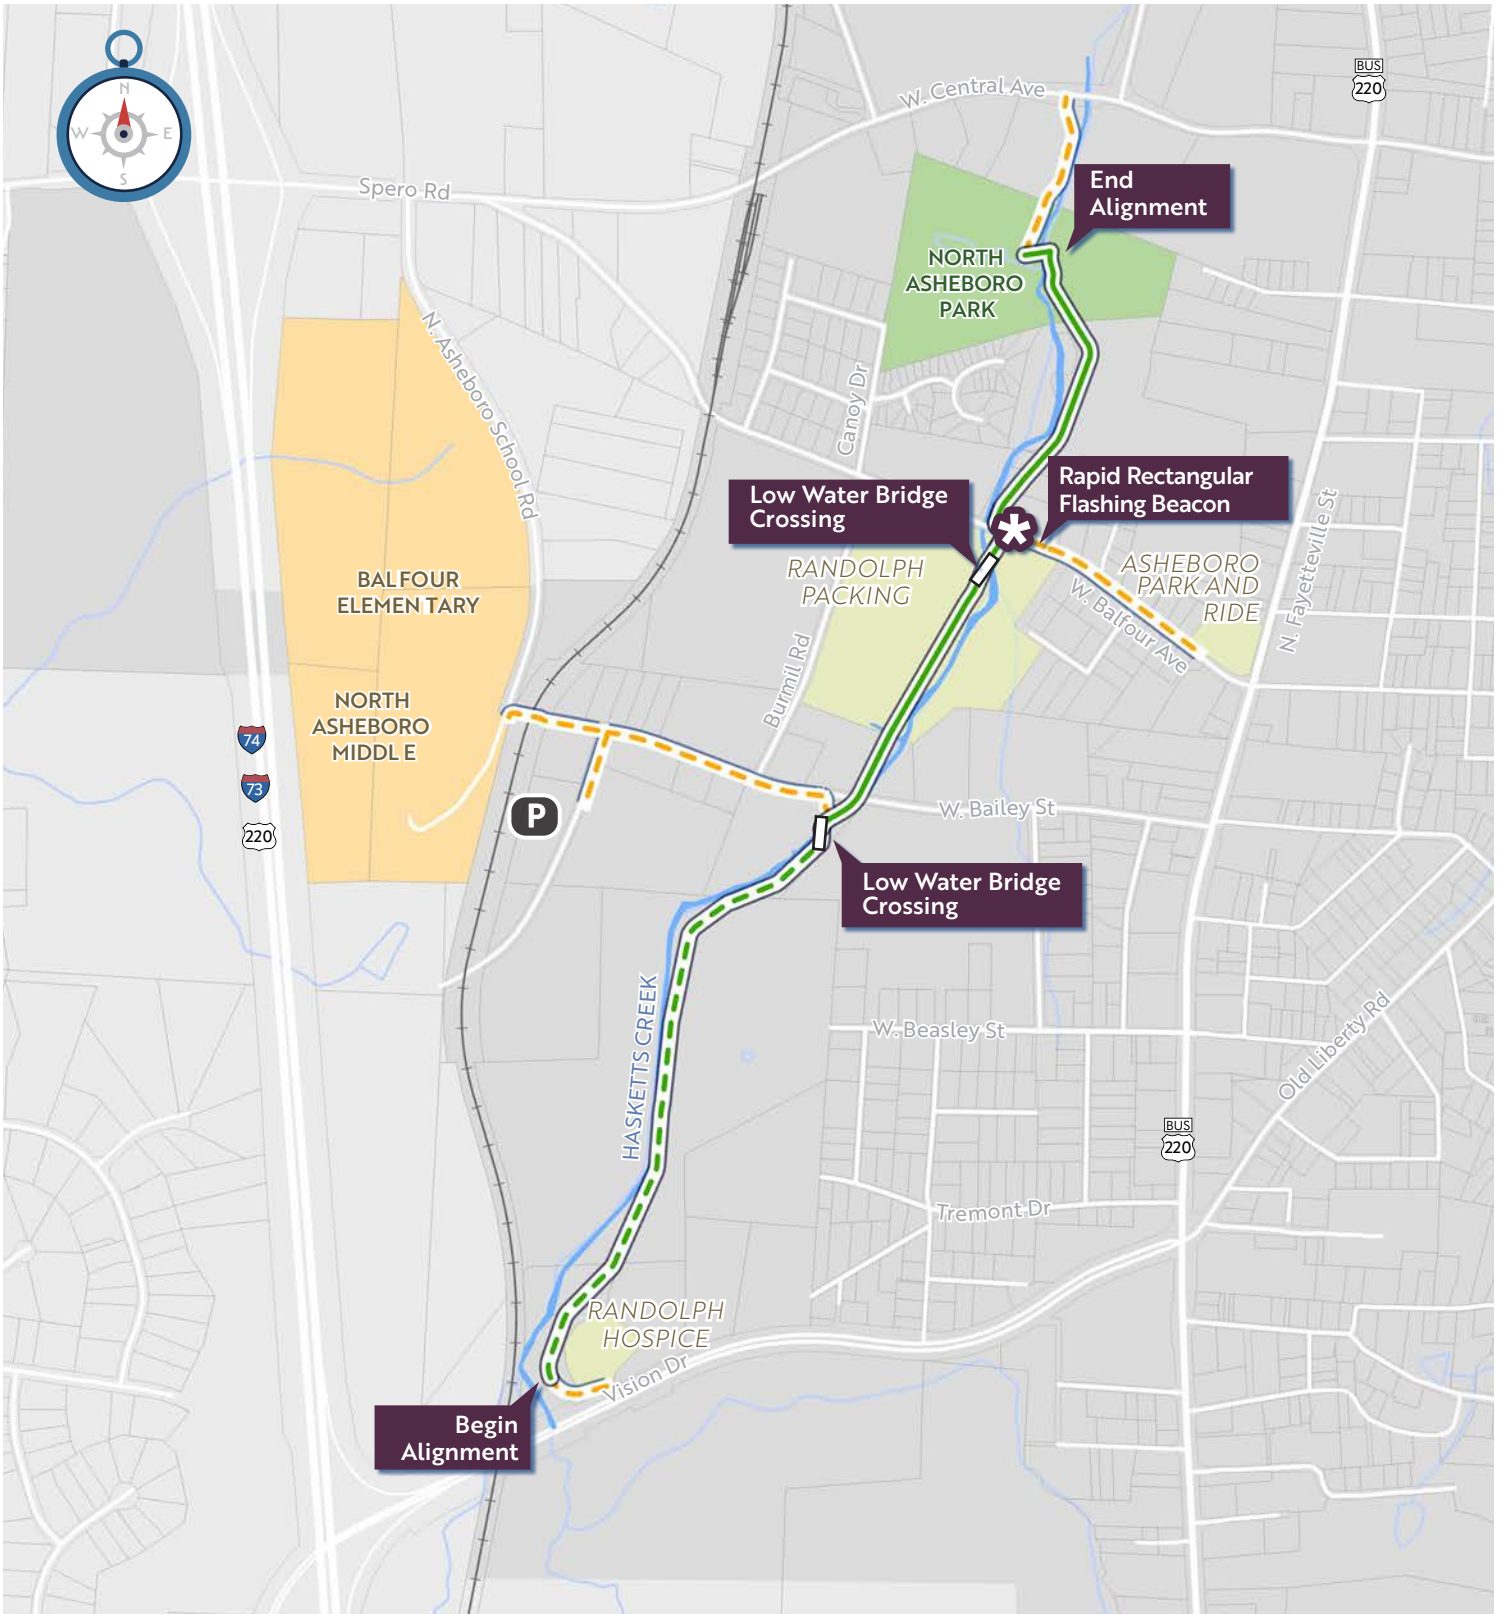 N
W
E
S
W. Central Ave
BUS
220
Spero Rd
End
Alignment
NORTH
ASHEBORO
PARK
N. Asheboro School Rd
Canoy Dr
Low Water Bridge
Crossing
Rapid Rectangular
Flashing Beacon
N. Fayetteville St
RANDOLPH
PACKING
ASHEBORO
PARK AND
RIDE
W. Balfour Ave
BALFOUR
ELEMEN TARY
NORTH
ASHEBORO
MIDDL E
Burmil Rd
74
73
220
P
W. Bailey St
Low Water Bridge
Crossing
HASKETTS CREEK
W. Beasley St
Old Liberty Rd
BUS
220
Tremont Dr
RANDOLPH
HOSPICE
Vision Dr
Begin
Alignment